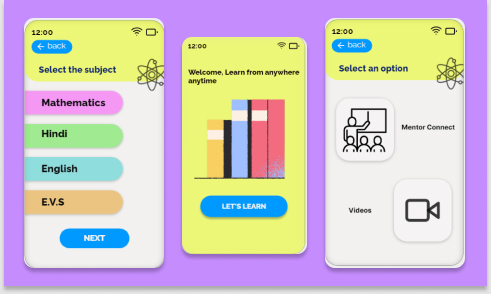 12:00
← back
Select the subject
Mathematics
Hindi
English
E.V.S
NEXT
12:00
Welcome, Learn from anywhere
anytime
LET'S LEARN
12:00
← back
Select an option
Mentor Connect
Videos